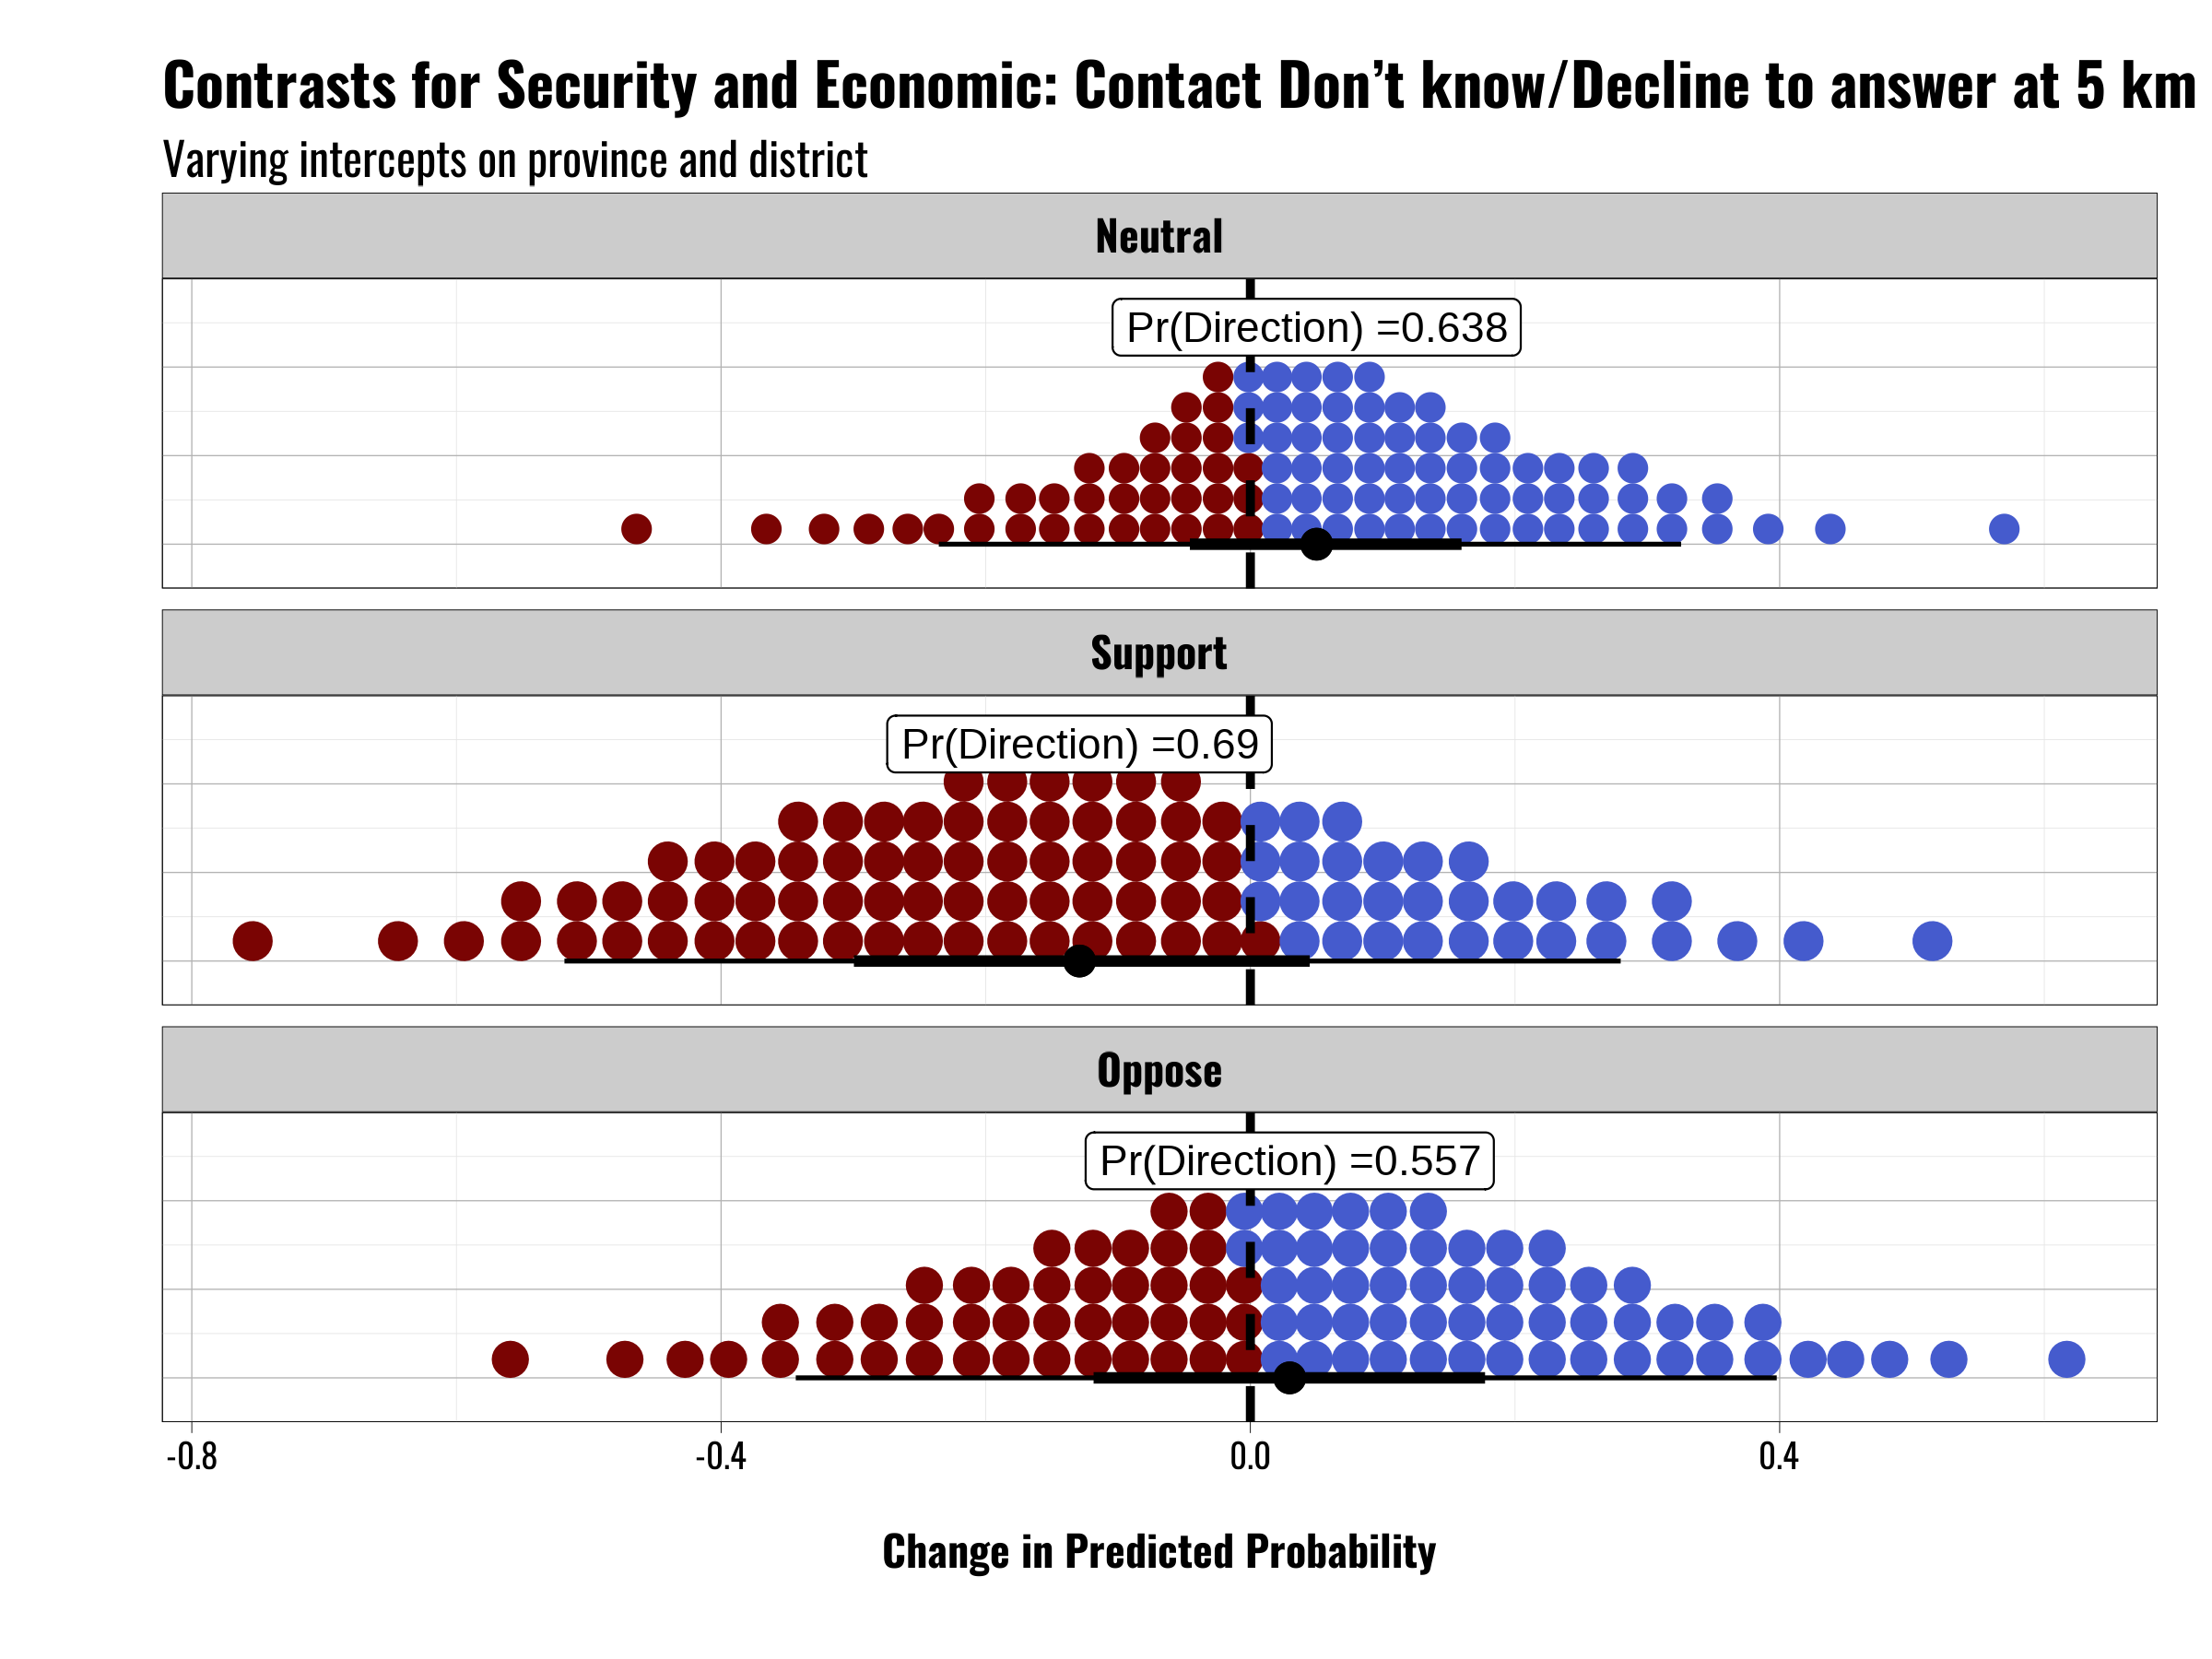 Contrasts for Security and Economic: Contact Don’t know/Decline to answer at 5 km
Varying intercepts on province and district
Neutral
Pr(Direction) =0.638
Support
Pr(Direction) =0.69
Oppose
Pr(Direction) =0.557
-0.8 -0.4 0.0 0.4
Change in Predicted Probability